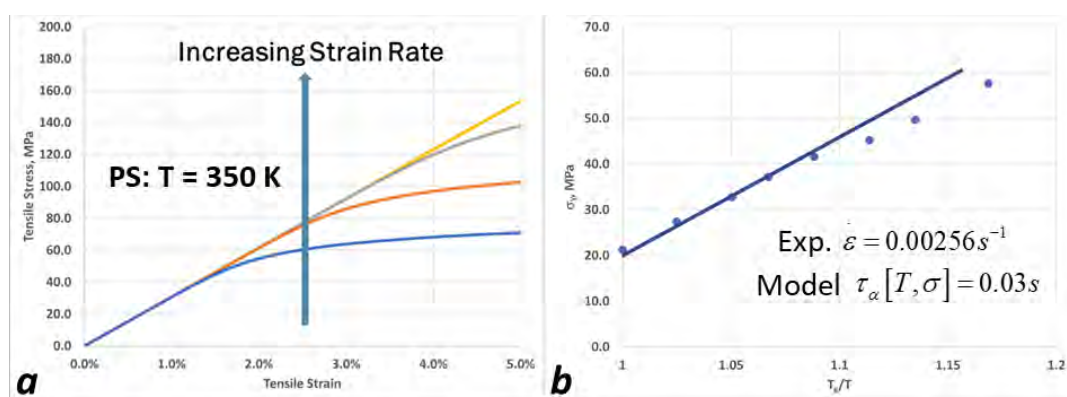 200.0
180.0
160.0
140.0
120.0
100.0
80.0
60.0
40.0
20.0
0.0
Tensile Stress, MPa
Increasing Strain Rate
PS: T = 350 K
0.0% 1.0% 2.0% 3.0% 4.0% 5.0%
Tensile Strain
a
70.0
60.0
50.0
40.0
30.0
20.0
10.0
0.0
σy, MPa
Exp. ε̇ = 0.00256s⁻¹
Model τα[T,σ] = 0.03s
1 1.05 1.1 1.15 1.2
Tg/T
b